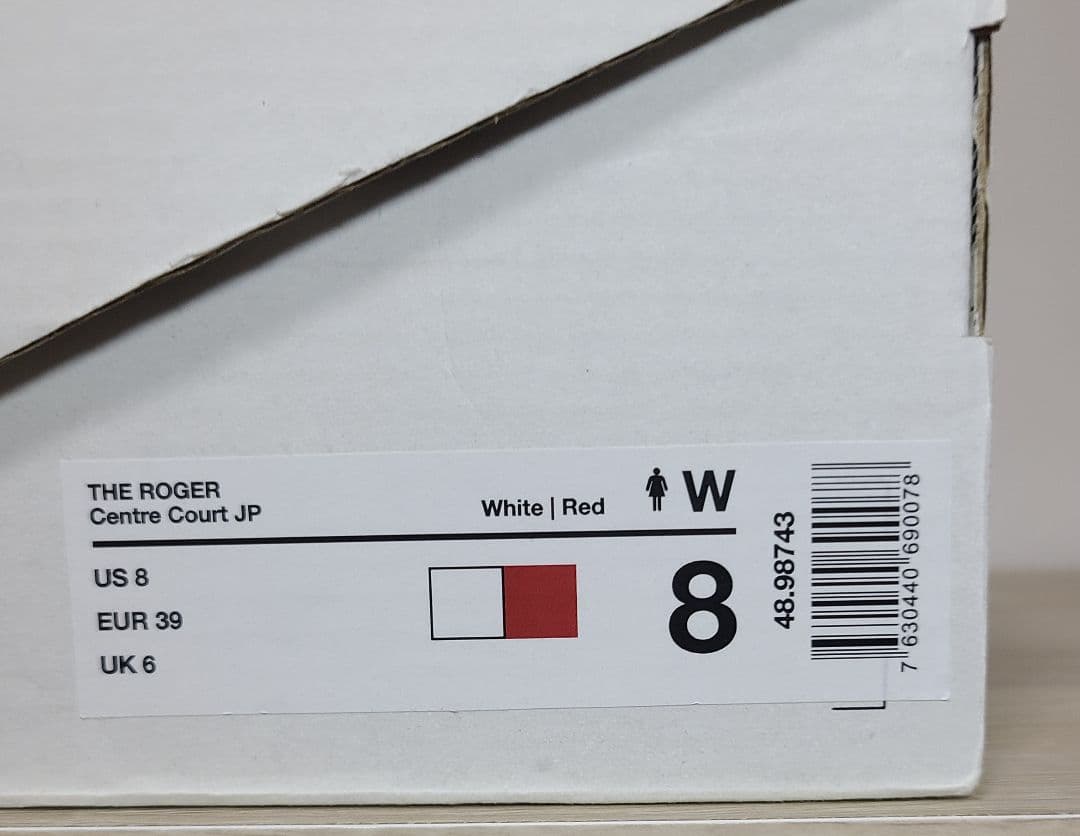 THE ROGER
Centre Court JP
White | Red
W
US 8
EUR 39
UK 6
8
48.98743
7 630440 690078